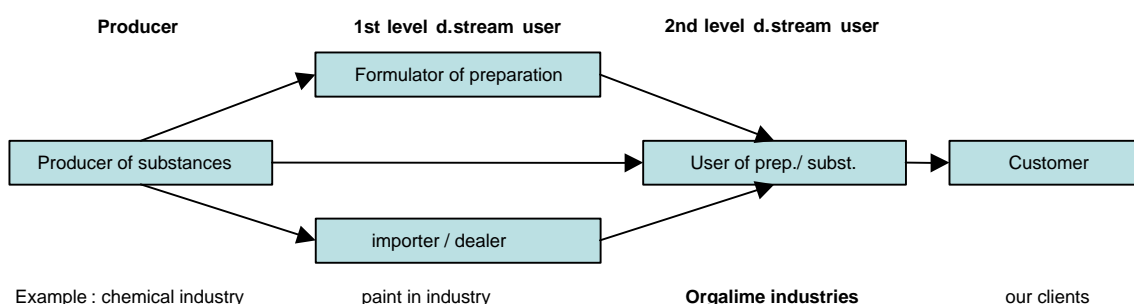 Producer 1st level d.stream user 2nd level d.stream user
Formulator of preparation
Producer of substances User of prep./ subst. Customer
importer / dealer
Example : chemical industry paint in industry Orgalime industries our clients